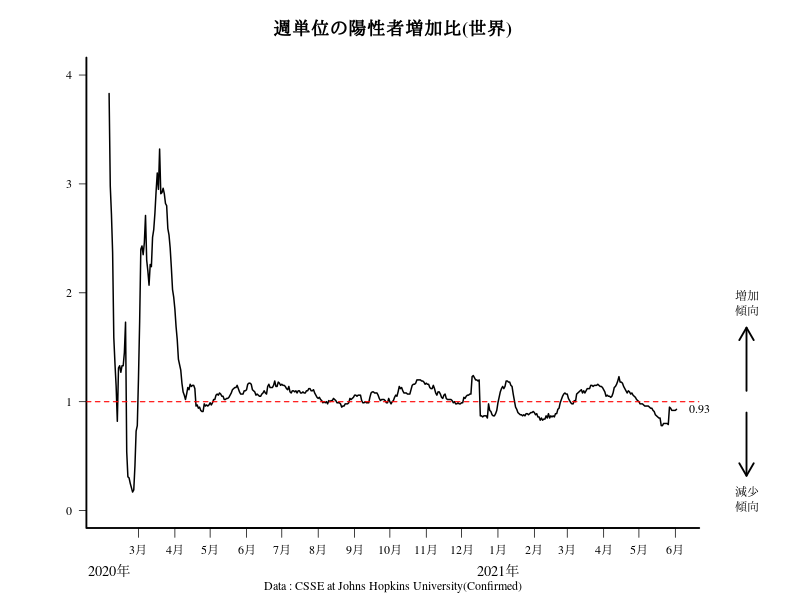 週単位の陽性者増加比(世界)
4
3
2
1
0
増加
傾向
0.93
減少
傾向
3月 4月 5月 6月 7月 8月 9月 10月 11月 12月 1月 2月 3月 4月 5月 6月
2020年 2021年
Data : CSSE at Johns Hopkins University(Confirmed)